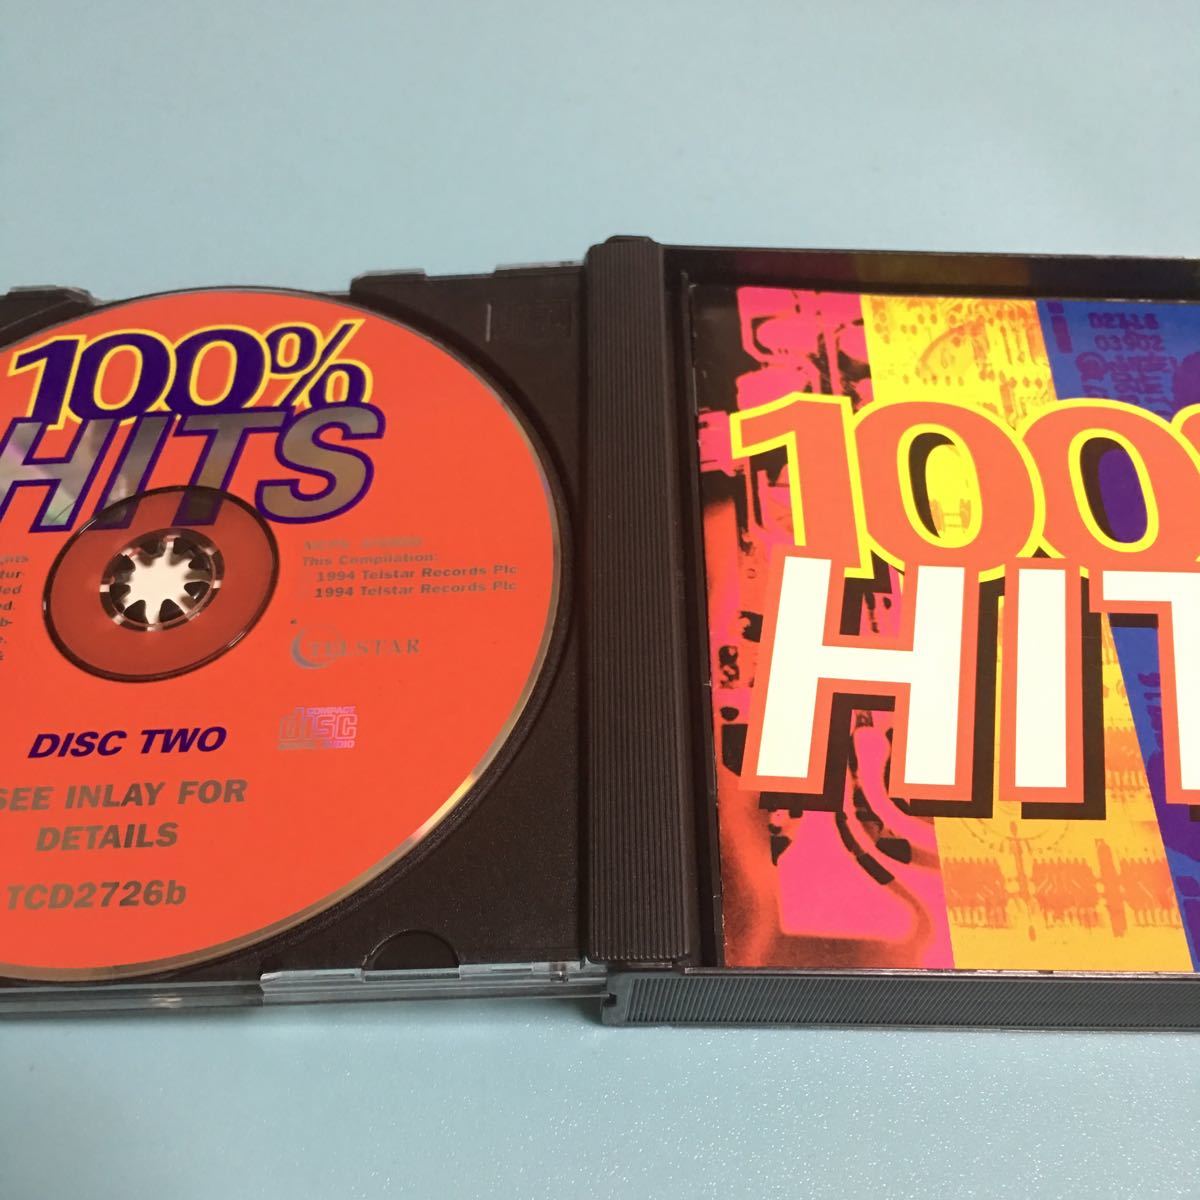 100%
HITS
This Compilation:
1994 Telstar Records Plc
1994 Telstar Records Plc
TELSTAR
COMPACT
disc
DIGITAL AUDIO
DISC TWO
SEE INLAY FOR
DETAILS
TCD2726b
100
HIT